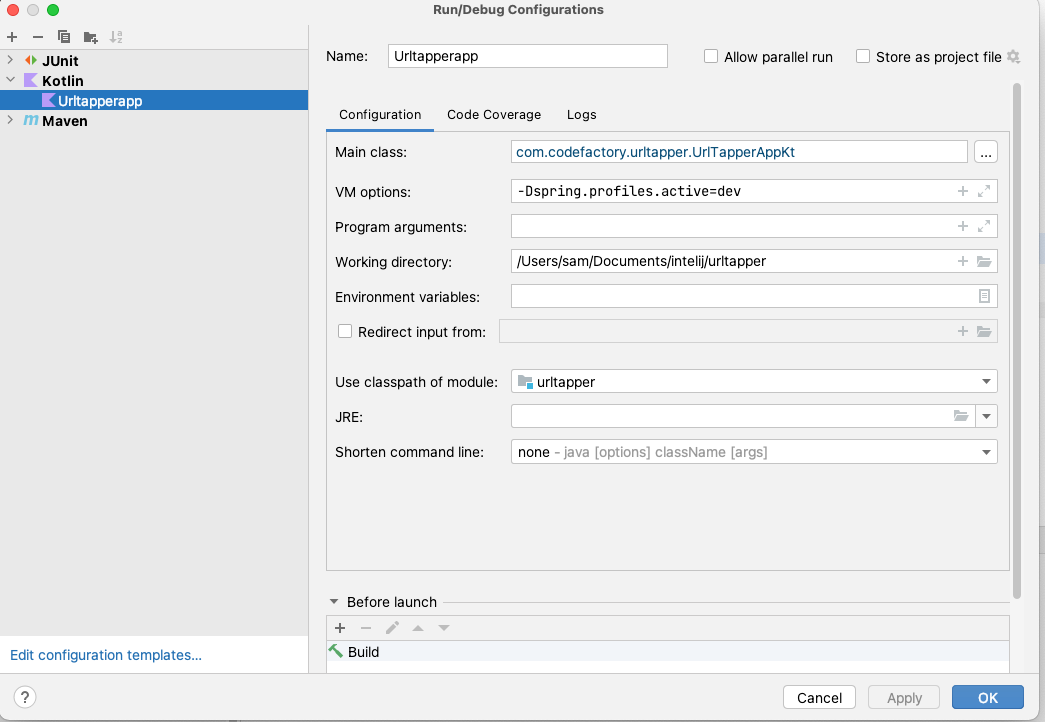 Run/Debug Configurations
JUnit
Kotlin
Urltapperapp
Maven
Edit configuration templates...
Name: Urltapperapp Allow parallel run Store as project file
Configuration Code Coverage Logs
Main class: com.codefactory.urltapper.UrlTapperAppKt ...
VM options: -Dspring.profiles.active=dev
Program arguments:
Working directory: /Users/sam/Documents/intelij/urltapper
Environment variables:
Redirect input from:
Use classpath of module: urltapper
JRE:
Shorten command line: none - java [options] className [args]
Before launch
Build
? Cancel Apply OK